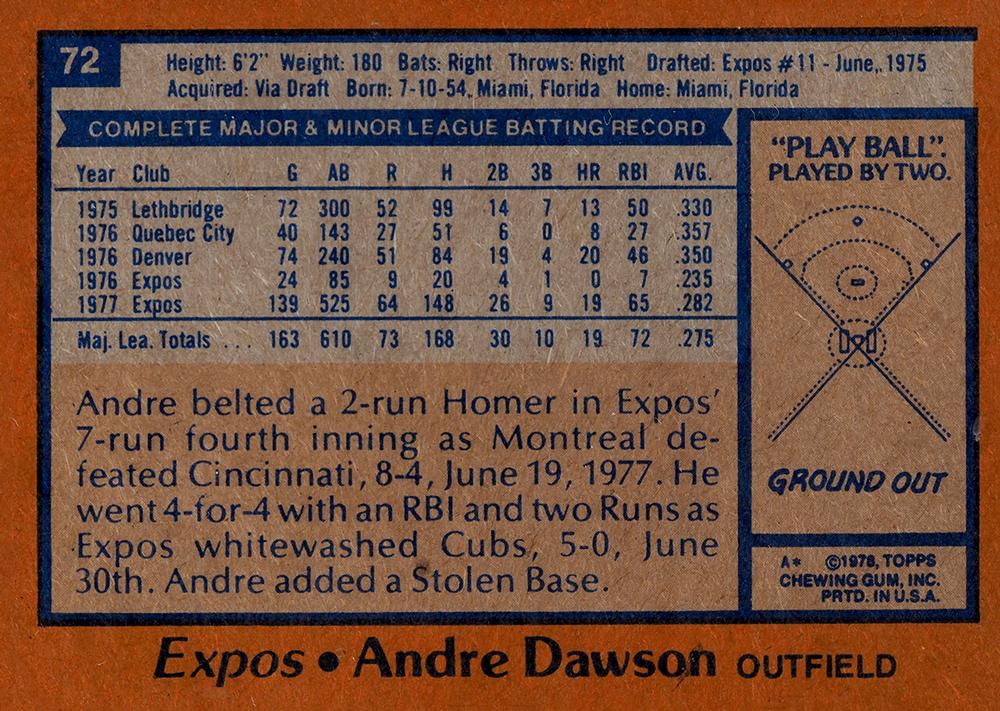 72
Height: 6'2" Weight: 180 Bats: Right Throws: Right Drafted: Expos #11 - June, 1975
Acquired: Via Draft Born: 7-10-54, Miami, Florida Home: Miami, Florida
COMPLETE MAJOR & MINOR LEAGUE BATTING RECORD
Year Club G AB R H 2B 3B HR RBI AVG.
1975 Lethbridge 72 300 52 99 14 7 13 50 .330
1976 Quebec City 40 143 27 51 6 0 8 27 .357
1976 Denver 74 240 51 84 19 4 20 46 .350
1976 Expos 24 85 9 20 4 1 0 7 .235
1977 Expos 139 525 64 148 26 9 19 65 .282
Maj. Lea. Totals ... 163 610 73 168 30 10 19 72 .275
Andre belted a 2-run Homer in Expos'
7-run fourth inning as Montreal de-
feated Cincinnati, 8-4, June 19, 1977. He
went 4-for-4 with an RBI and two Runs as
Expos whitewashed Cubs, 5-0, June
30th. Andre added a Stolen Base.
"PLAY BALL".
PLAYED BY TWO.
GROUND OUT
A* ©1978, TOPPS
CHEWING GUM, INC.
PRTD. IN U.S.A.
Expos • Andre Dawson OUTFIELD